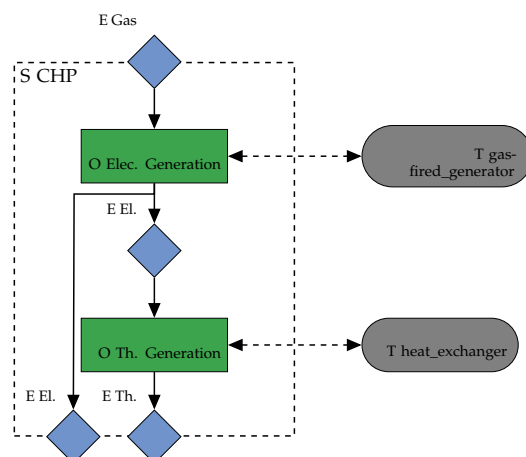 E Gas
S CHP
O Elec. Generation
T gas-
fired_generator
E El.
O Th. Generation
T heat_exchanger
E El.
E Th.